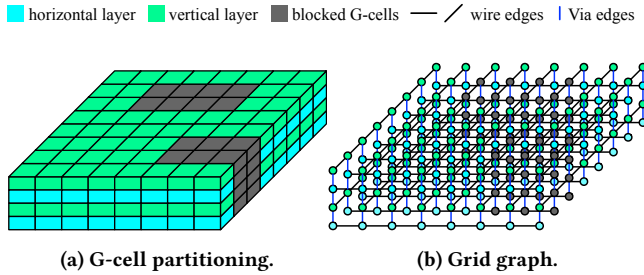 horizontal layer vertical layer blocked G-cells wire edges Via edges
(a) G-cell partitioning. (b) Grid graph.